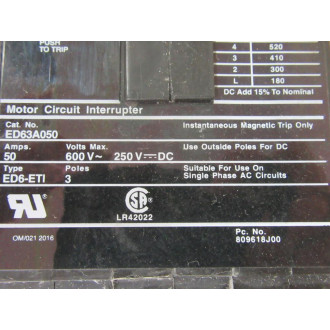 PUSH
TO TRIP
4 520
3 410
2 300
L 160
DC Add 15% To Nominal
Motor Circuit Interrupter
Cat. No.
ED63A050
Instantaneous Magnetic Trip Only
Amps. Volts Max.
50 600 V~ 250 V⎓DC
Use Outside Poles For DC
Type Poles
ED6-ETI 3
Suitable For Use On
Single Phase AC Circuits
LR42022
OM/021 2016
Pc. No.
809618J00